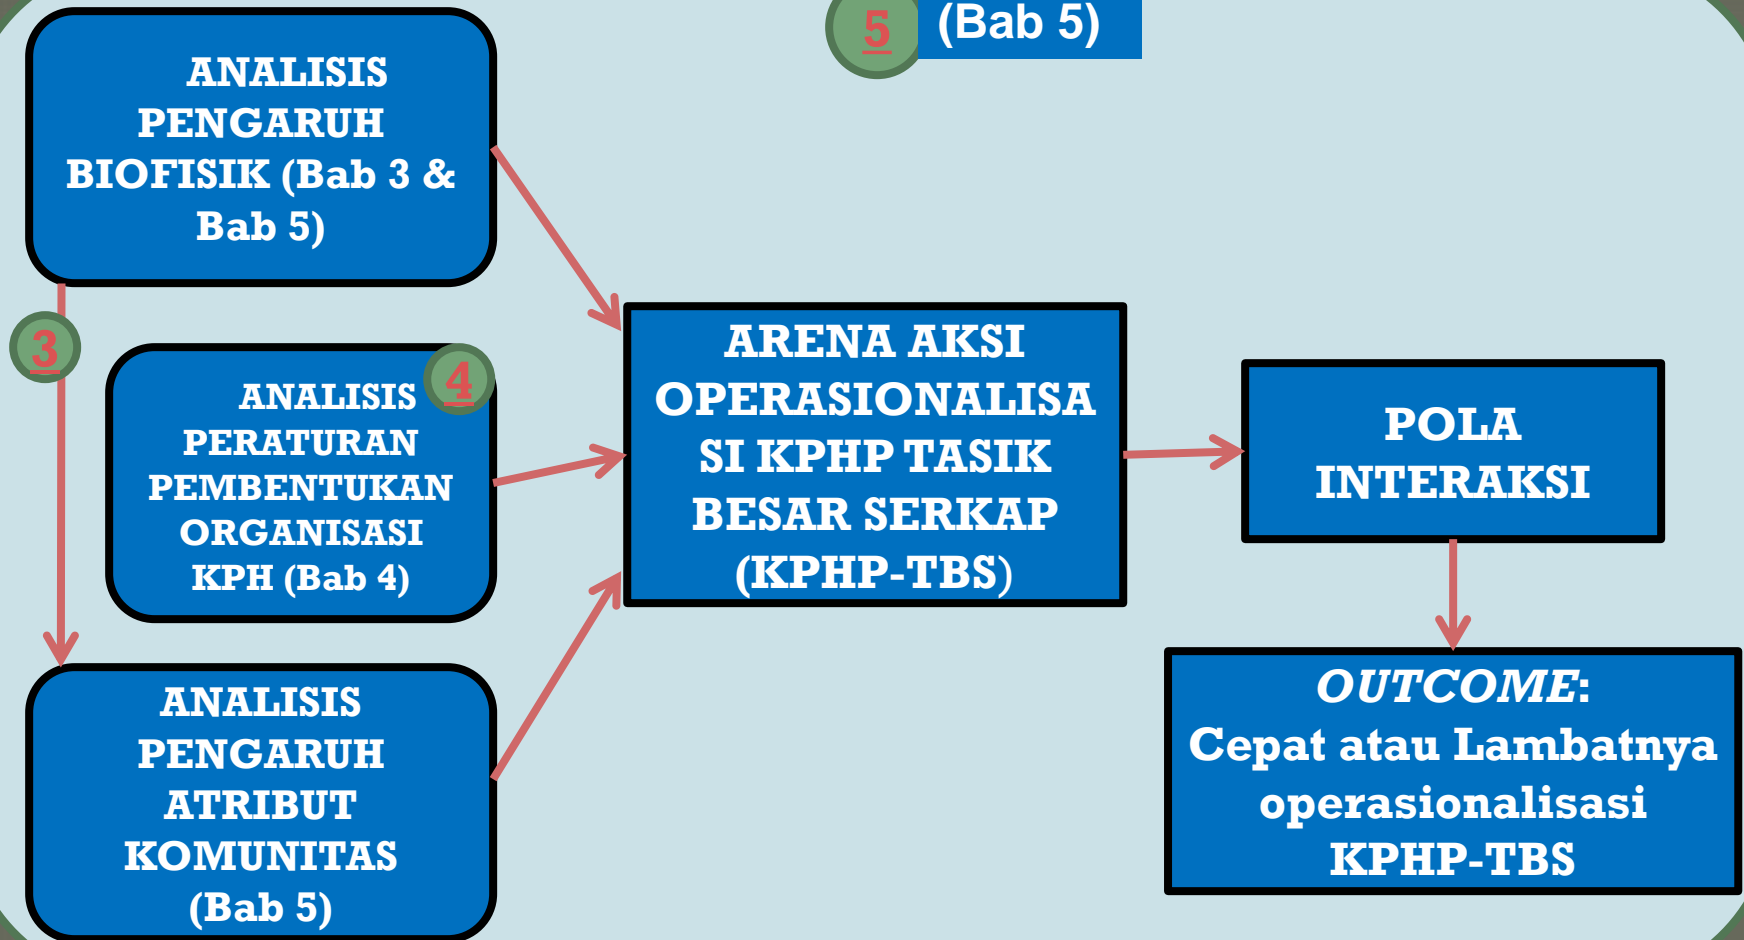 5
(Bab 5)
ANALISIS
PENGARUH
BIOFISIK (Bab 3 &
Bab 5)
3
4
ANALISIS
PERATURAN
PEMBENTUKAN
ORGANISASI
KPH (Bab 4)
ANALISIS
PENGARUH
ATRIBUT
KOMUNITAS
(Bab 5)
ARENA AKSI
OPERASIONALISA
SI KPHP TASIK
BESAR SERKAP
(KPHP-TBS)
POLA
INTERAKSI
OUTCOME:
Cepat atau Lambatnya
operasionalisasi
KPHP-TBS